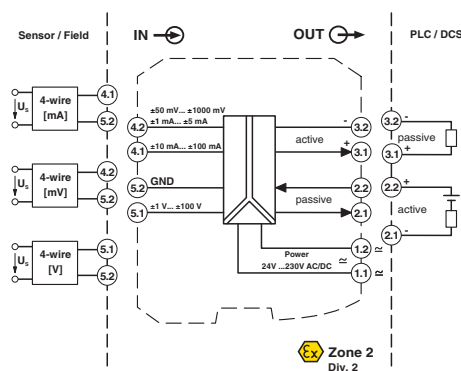 Sensor / Field
IN
OUT
PLC / DCS
Us
4-wire
[mA]
4.1
5.2
Us
4-wire
[mV]
4.2
5.2
Us
4-wire
[V]
5.1
5.2
±50 mV... ±1000 mV
4.2
±1 mA... ±5 mA
4.1
±10 mA... ±100 mA
5.2
GND
5.1
±1 V... ±100 V
-
3.2
active
+
3.1
2.2
passive
2.1
Power
1.2
≃
24V ...230V AC/DC
≃
1.1
≃
3.2
-
passive
3.1
+
2.2
+
active
2.1
-
Ex
Zone 2
Div. 2